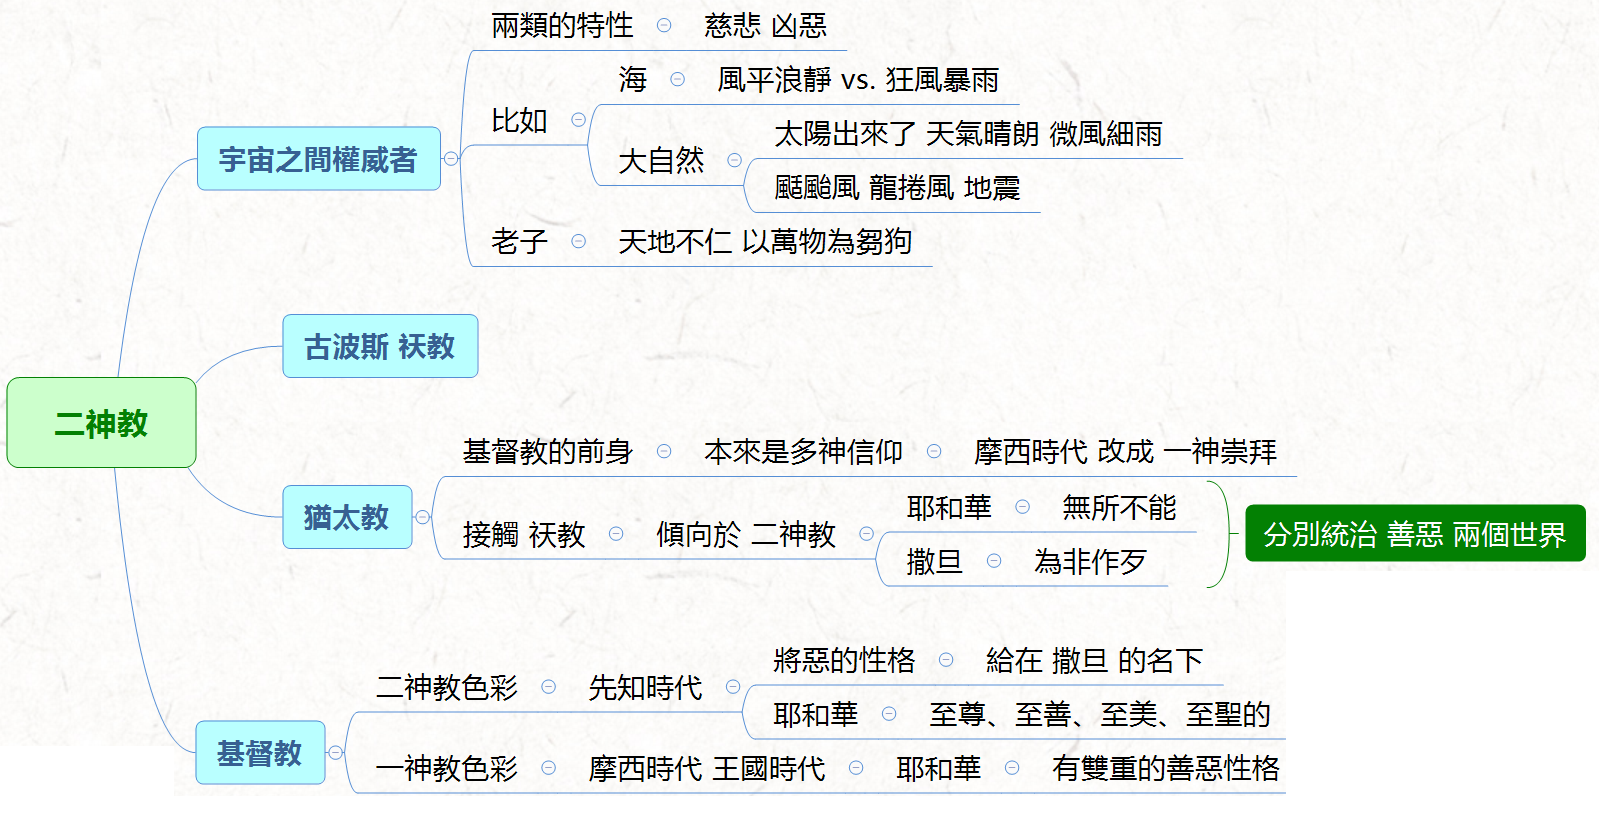 二神教
宇宙之間權威者
兩類的特性 慈悲 凶惡
比如
海 風平浪靜 vs. 狂風暴雨
大自然
太陽出來了 天氣晴朗 微風細雨
颳颱風 龍捲風 地震
老子 天地不仁 以萬物為芻狗
古波斯 祆教
猶太教
基督教的前身 本來是多神信仰 摩西時代 改成 一神崇拜
接觸 祆教 傾向於 二神教
耶和華 無所不能
撒旦 為非作歹
分別統治 善惡 兩個世界
基督教
二神教色彩 先知時代
將惡的性格 給在 撒旦 的名下
耶和華 至尊、至善、至美、至聖的
一神教色彩 摩西時代 王國時代 耶和華 有雙重的善惡性格